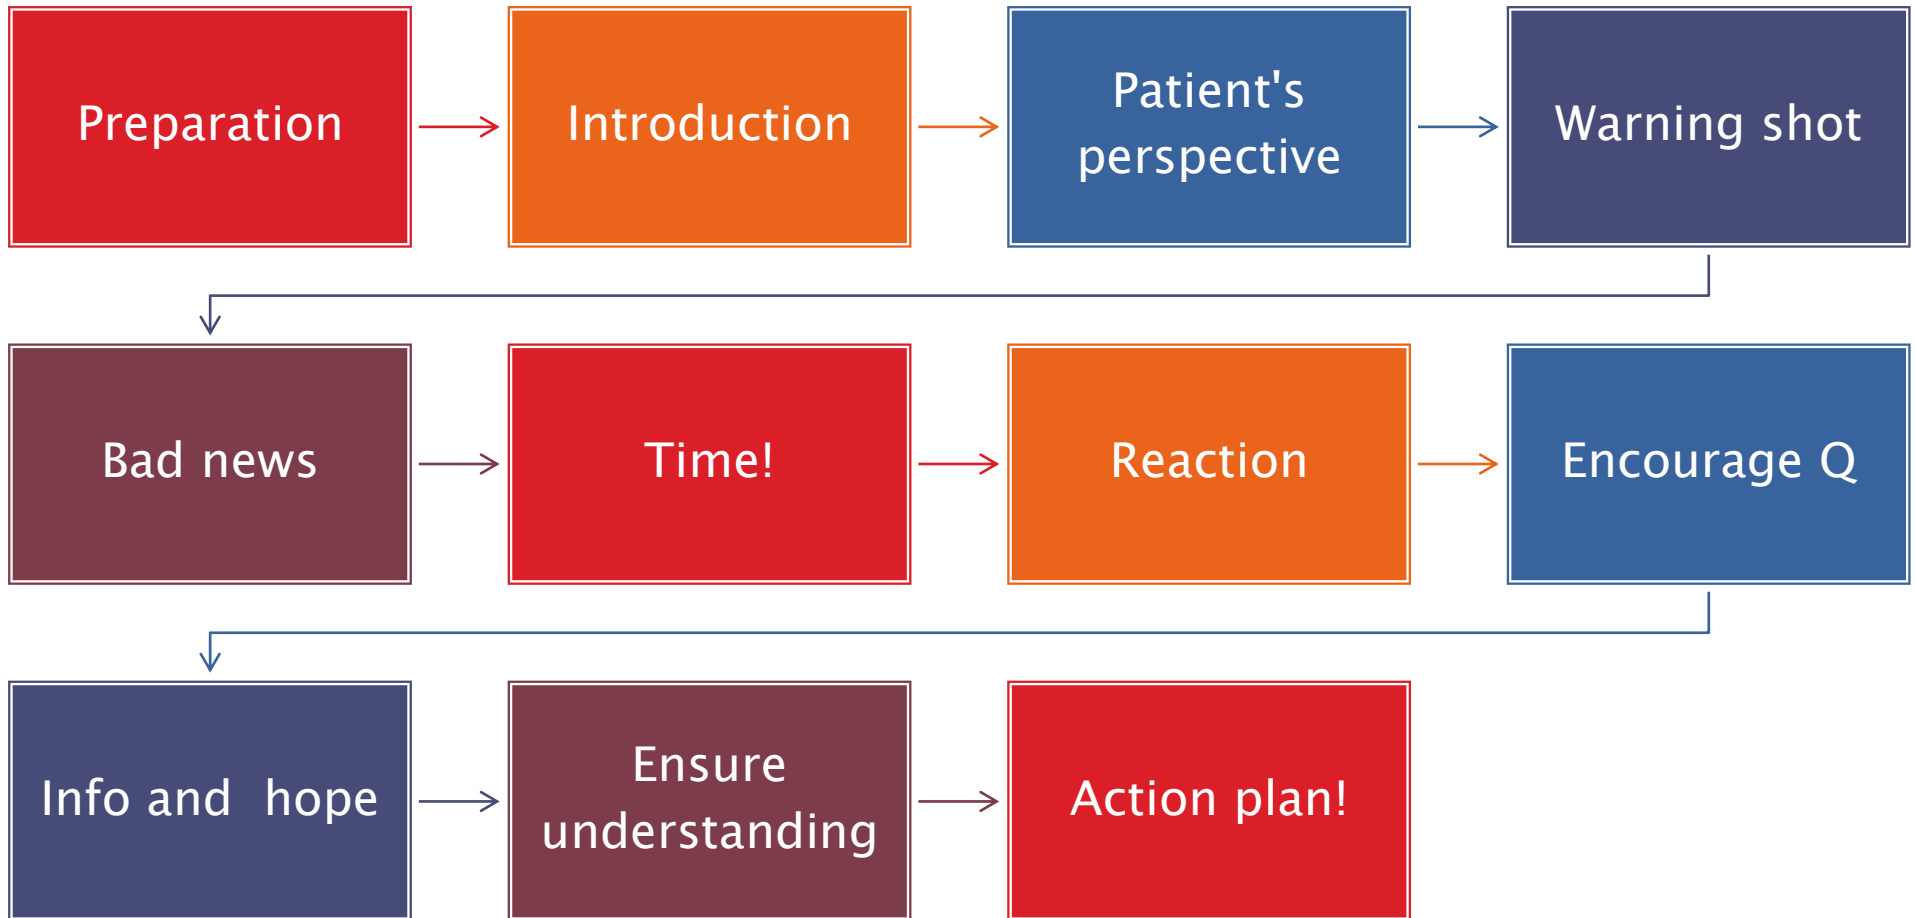 Preparation
Introduction
Patient's
perspective
Warning shot
Bad news
Time!
Reaction
Encourage Q
Info and  hope
Ensure
understanding
Action plan!